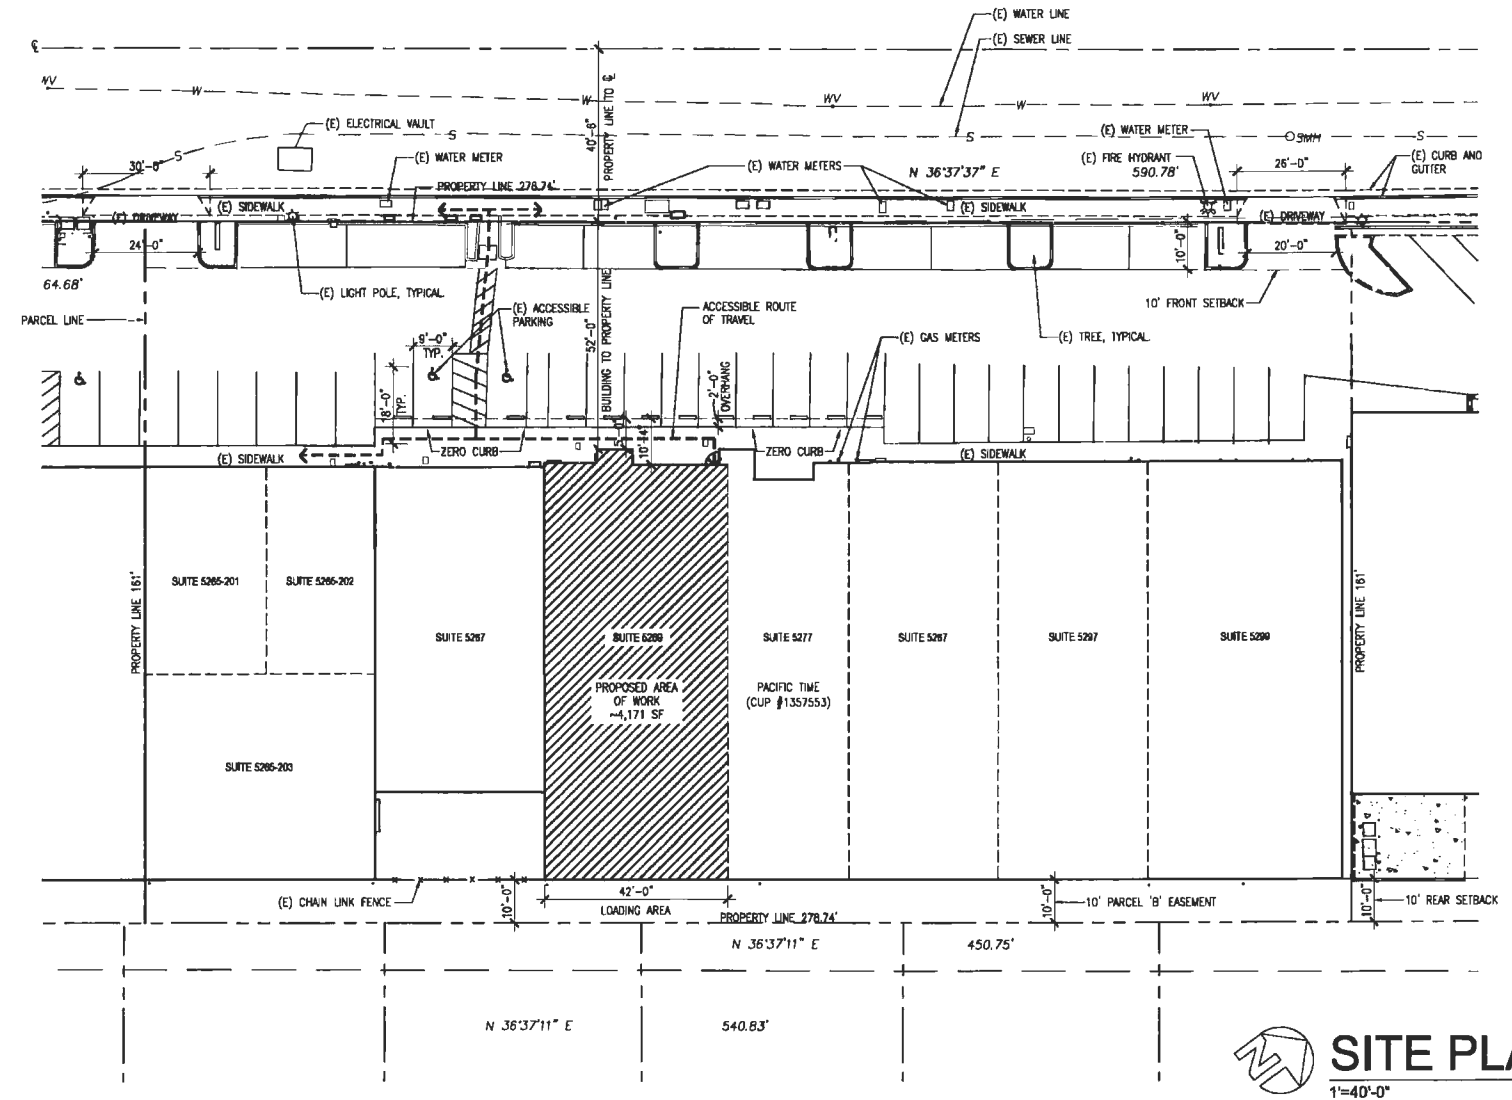 (E) WATER LINE
(E) SEWER LINE
℄
WV
W
W
WV
W
WV
PROPERTY LINE TO ℄
40'-6"
(E) ELECTRICAL VAULT
S
S
S
(E) WATER METER
SMH
S
(E) WATER METER
(E) WATER METERS
N 36°37'37" E
(E) FIRE HYDRANT
590.78'
26'-0"
(E) CURB AND
GUTTER
30'-0"
PROPERTY LINE 278.74'
(E) SIDEWALK
(E) SIDEWALK
(E) DRIVEWAY
(E) DRIVEWAY
24'-0"
10'-0"
20'-0"
64.68'
(E) LIGHT POLE, TYPICAL
10' FRONT SETBACK
PARCEL LINE
(E) ACCESSIBLE
PARKING
BUILDING TO PROPERTY LINE
52'-0"
ACCESSIBLE ROUTE
OF TRAVEL
(E) GAS METERS
(E) TREE, TYPICAL
9'-0"
TYP.
18'-0"
TYP.
2'-0"
OVERHANG
5'-0"
10'-4"
(E) SIDEWALK
ZERO CURB
ZERO CURB
(E) SIDEWALK
PROPERTY LINE 161'
SUITE 5265-201
SUITE 5265-202
SUITE 5267
SUITE 5269
SUITE 5277
SUITE 5287
SUITE 5297
SUITE 5299
PROPERTY LINE 161'
PROPOSED AREA
OF WORK
~4,171 SF
PACIFIC TIME
(CUP #1357553)
SUITE 5265-203
(E) CHAIN LINK FENCE
10'-0"
42'-0"
LOADING AREA
10'-0"
10' PARCEL 'B' EASEMENT
10'-0"
10' REAR SETBACK
PROPERTY LINE 278.74'
N 36°37'11" E
450.75'
N 36°37'11" E
540.83'
SITE PLA
1"=40'-0"